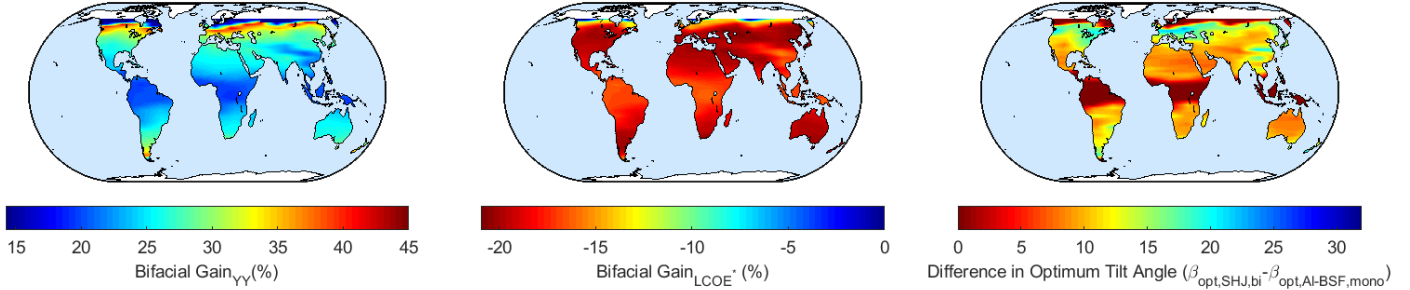 15 20 25 30 35 40 45
Bifacial Gain_YY(%)
-20 -15 -10 -5 0
Bifacial Gain_LCOE* (%)
0 5 10 15 20 25 30
Difference in Optimum Tilt Angle (β_opt,SHJ,bi-β_opt,Al-BSF,mono)